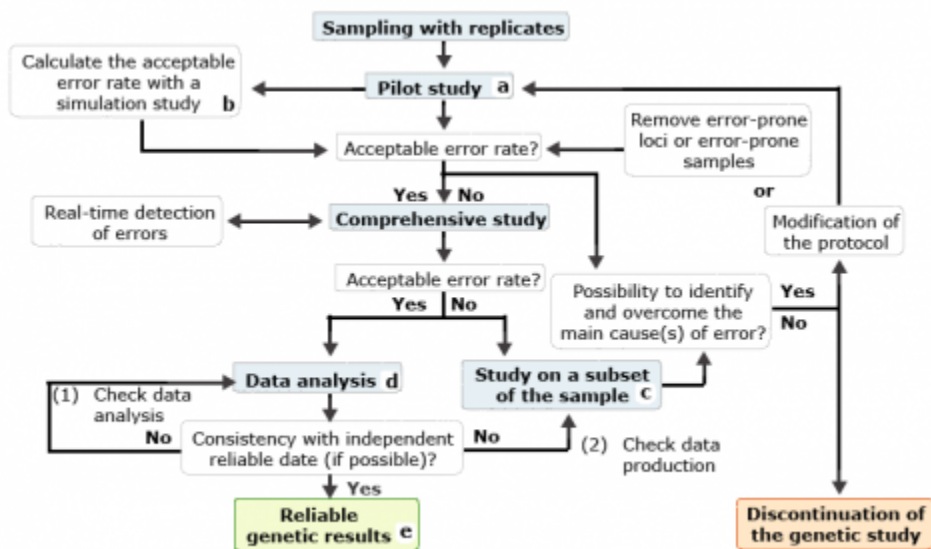 Sampling with replicates
Calculate the acceptable
error rate with a
simulation study b
Pilot study a
Remove error-prone
loci or error-prone
samples
Acceptable error rate?
or
Yes No
Real-time detection
of errors
Comprehensive study
Modification of
the protocol
Acceptable error rate?
Yes No
Possibility to identify
and overcome the
main cause(s) of error?
Yes
No
Data analysis d
Study on a subset
of the sample c
(1) Check data
analysis
No
Consistency with independent
reliable date (if possible)?
No
(2) Check data
production
Yes
Reliable
genetic results e
Discontinuation of
the genetic study